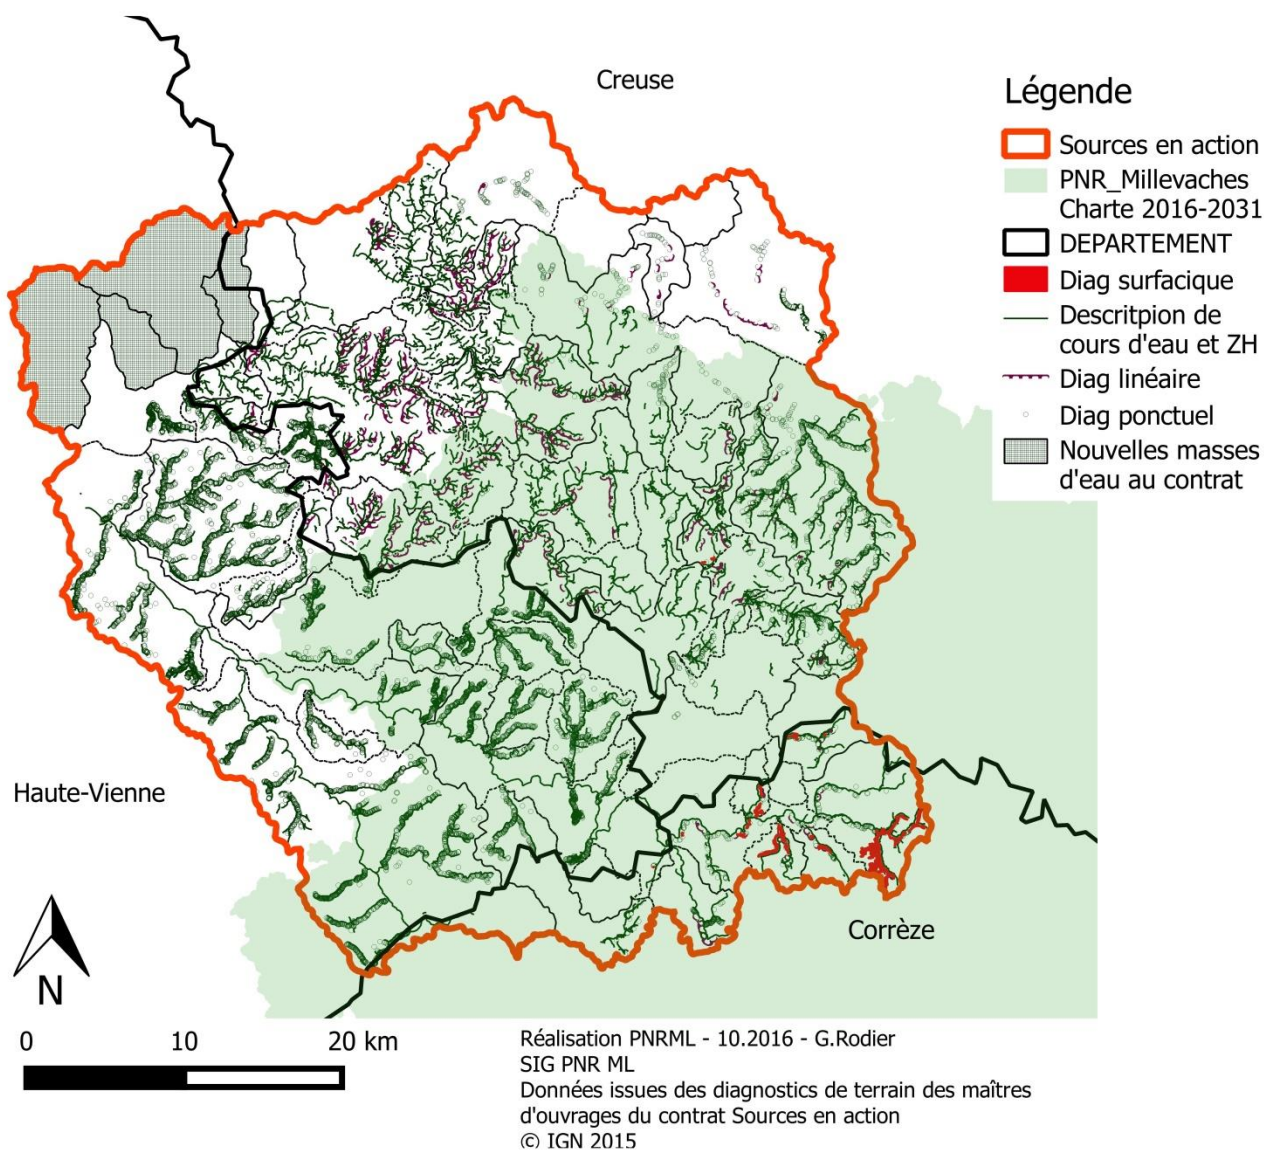 Creuse
Légende
Sources en action
PNR_Millevaches
Charte 2016-2031
DEPARTEMENT
Diag surfacique
Descritpion de
cours d'eau et ZH
Diag linéaire
Diag ponctuel
Nouvelles masses
d'eau au contrat
Haute-Vienne
Corrèze
N
0 10 20 km
Réalisation PNRML - 10.2016 - G.Rodier
SIG PNR ML
Données issues des diagnostics de terrain des maîtres
d'ouvrages du contrat Sources en action
© IGN 2015